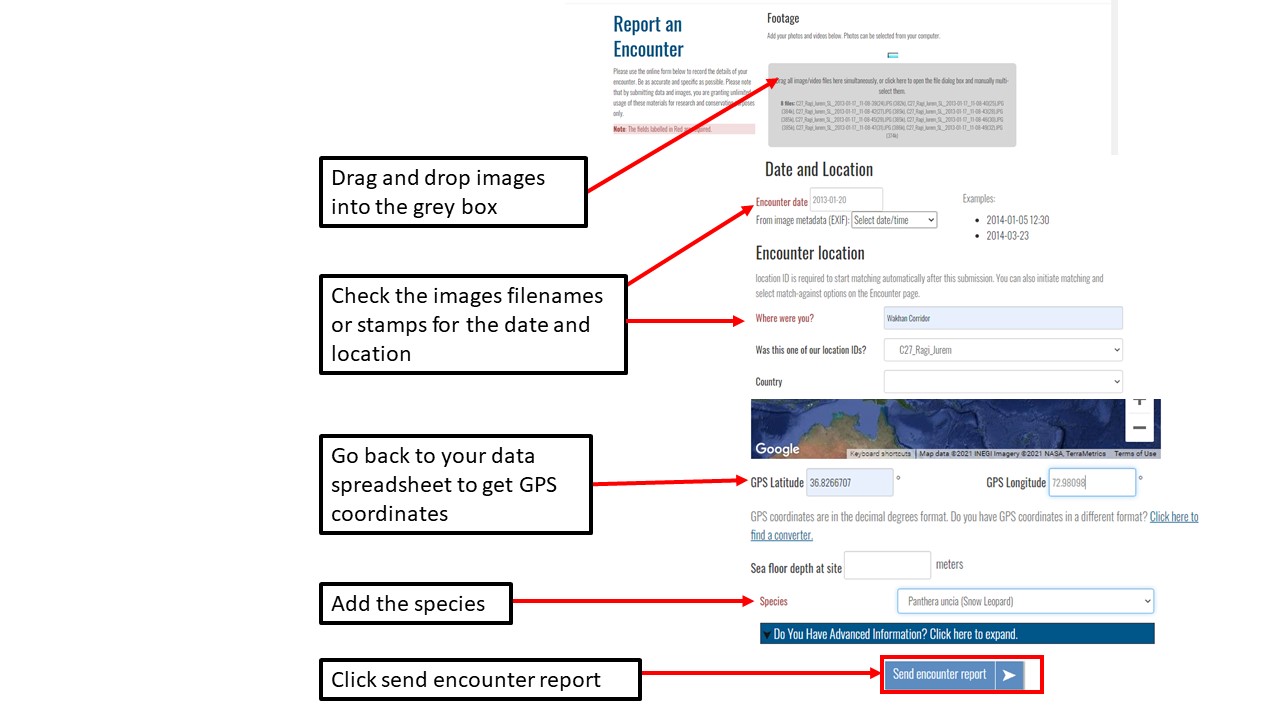 Report an
Encounter
Please use the online form below to record the details of your
encounter. Be as accurate and specific as possible. Please note
that by submitting data and images, you are granting unlimited
usage of these materials for research and conservation purposes
only.
Note: The fields labelled in Red are required.
Footage
Add your photos and videos below. Photos can be selected from your computer.
Drag all image/video files here simultaneously, or click here to open the file dialog box and manually multi-
select them.
8 files:
Drag and drop images
into the grey box
Date and Location
Encounter date 2013-01-20
From image metadata (EXIF): Select date/time
Examples:
2014-01-05 12:30
2014-03-23
Check the images filenames
or stamps for the date and
location
Encounter location
location ID is required to start matching automatically after this submission. You can also initiate matching and
select match-against options on the Encounter page.
Where were you? Wakhan Corridor
Was this one of our location IDs? C27_Ragi_Jurem
Country
Google
Keyboard shortcuts Map data ©2021 INEGI Imagery ©2021 NASA, TerraMetrics Terms of Use
Go back to your data
spreadsheet to get GPS
coordinates
GPS Latitude 36.8266707 °
GPS Longitude 72.98098 °
GPS coordinates are in the decimal degrees format. Do you have GPS coordinates in a different format? Click here to
find a converter.
Sea floor depth at site meters
Add the species
Species Panthera uncia (Snow Leopard)
Do You Have Advanced Information? Click here to expand.
Click send encounter report
Send encounter report